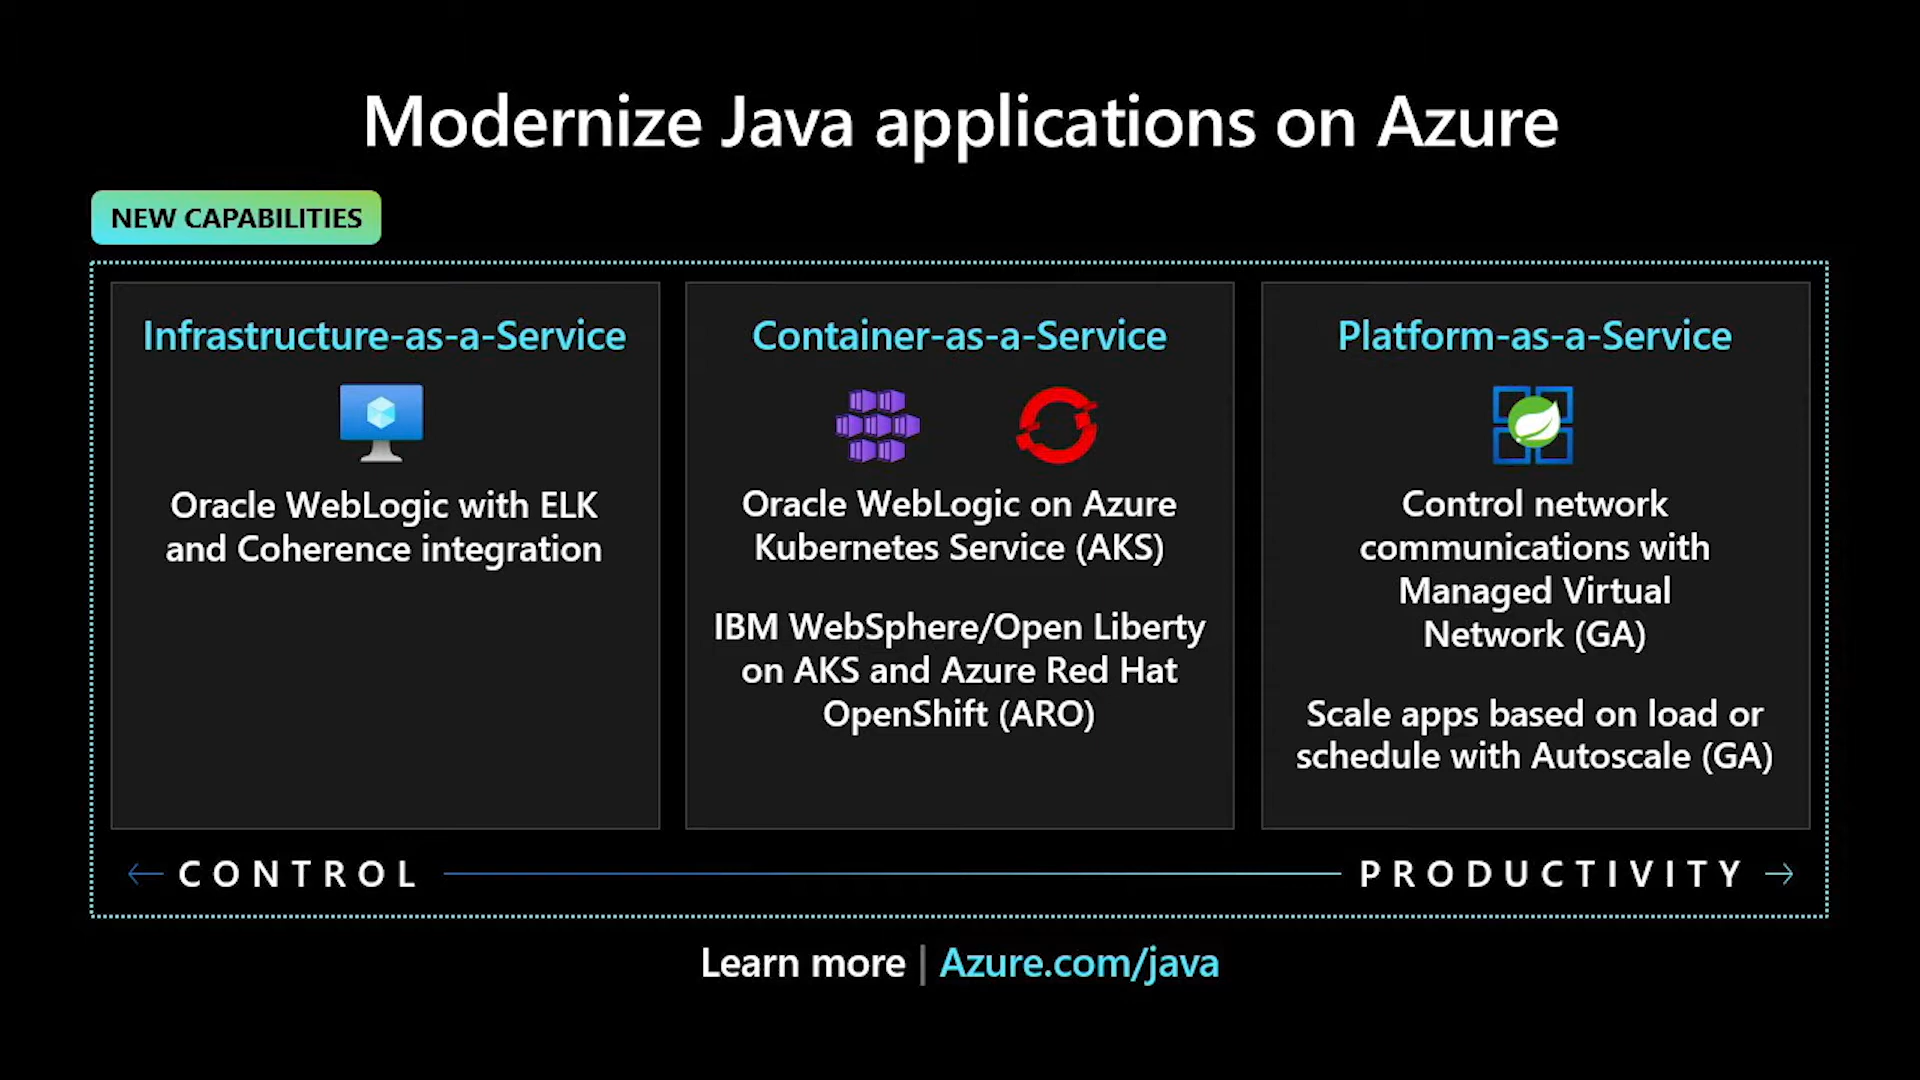 Modernize Java applications on Azure
NEW CAPABILITIES
Infrastructure-as-a-Service
Oracle WebLogic with ELK
and Coherence integration
Container-as-a-Service
Oracle WebLogic on Azure
Kubernetes Service (AKS)
IBM WebSphere/Open Liberty
on AKS and Azure Red Hat
OpenShift (ARO)
Platform-as-a-Service
Control network
communications with
Managed Virtual
Network (GA)
Scale apps based on load or
schedule with Autoscale (GA)
← CONTROL
PRODUCTIVITY →
Learn more | Azure.com/java